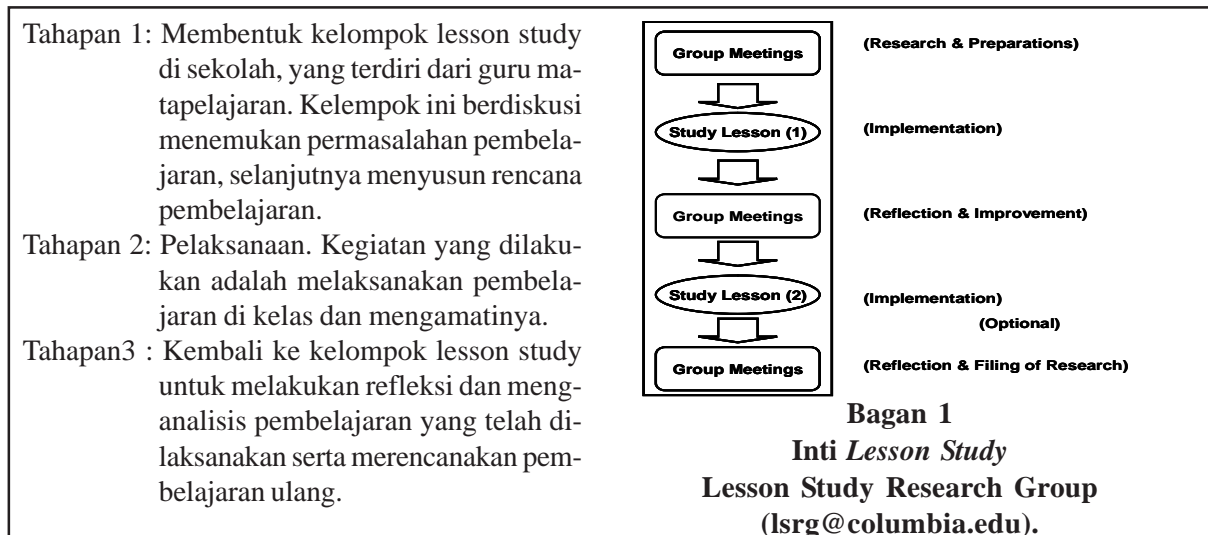 Tahapan 1: Membentuk kelompok lesson study
di sekolah, yang terdiri dari guru ma-
tapelajaran. Kelempok ini berdiskusi
menemukan permasalahan pembela-
jaran, selanjutnya menyusun rencana
pembelajaran.
Tahapan 2: Pelaksanaan. Kegiatan yang dilaku-
kan adalah melaksanakan pembela-
jaran di kelas dan mengamatinya.
Tahapan3 : Kembali ke kelompok lesson study
untuk melakukan refleksi dan meng-
analisis pembelajaran yang telah di-
laksanakan serta merencanakan pem-
belajaran ulang.
Group Meetings (Research & Preparations)
Study Lesson (1) (Implementation)
Group Meetings (Reflection & Improvement)
Study Lesson (2) (Implementation)
(Optional)
Group Meetings (Reflection & Filing of Research)
Bagan 1
Inti Lesson Study
Lesson Study Research Group
(lsrg@columbia.edu).